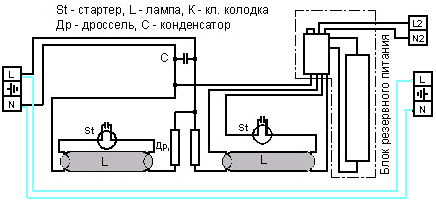 St - стартер, L - лампа, K - кл. колодка
Др - дроссель, C - конденсатор
L2
N2
C
L
N
L
N
St
Др,
St
L
L
Блок резервного питания